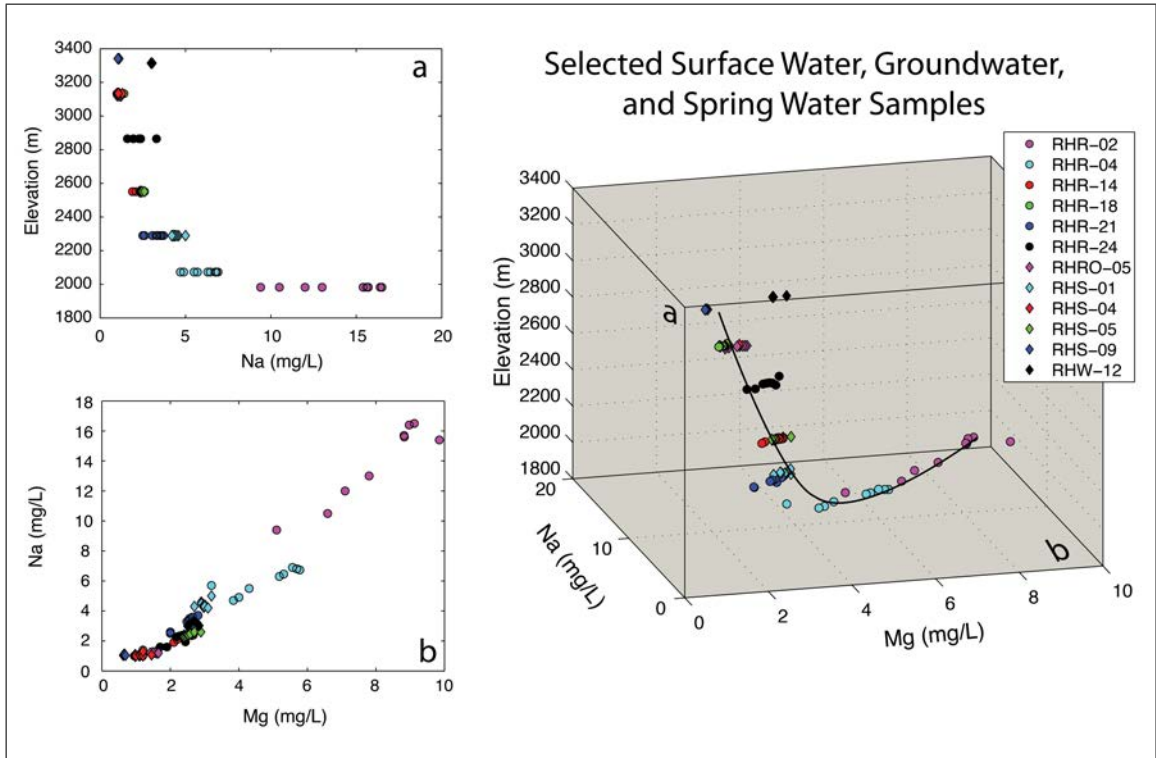 Selected Surface Water, Groundwater,
and Spring Water Samples
a
3400
3200
3000
2800
2600
2400
2200
2000
1800
Elevation (m)
0 5 10 15 20
Na (mg/L)
b
18
16
14
12
10
8
6
4
2
0
Na (mg/L)
0 2 4 6 8 10
Mg (mg/L)
RHR-02
RHR-04
RHR-14
RHR-18
RHR-21
RHR-24
RHRO-05
RHS-01
RHS-04
RHS-05
RHS-09
RHW-12
3400
3200
3000
2800
2600
2400
2200
2000
1800
Elevation (m)
a
b
20
10
0
Na (mg/L)
0 2 4 6 8 10
Mg (mg/L)